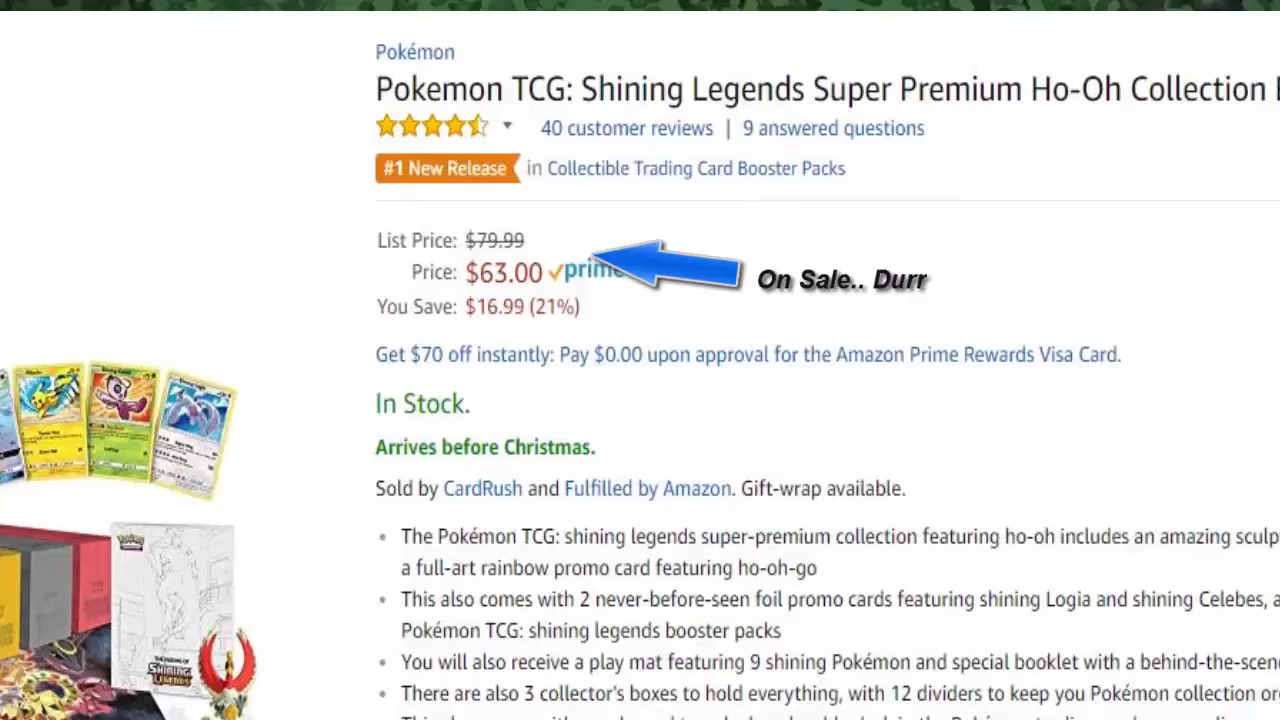 Pokémon
Pokemon TCG: Shining Legends Super Premium Ho-Oh Collection
40 customer reviews | 9 answered questions
#1 New Release in Collectible Trading Card Booster Packs
List Price: $79.99
Price: $63.00 prime
On Sale.. Durr
You Save: $16.99 (21%)
Get $70 off instantly: Pay $0.00 upon approval for the Amazon Prime Rewards Visa Card.
In Stock.
Arrives before Christmas.
Sold by CardRush and Fulfilled by Amazon. Gift-wrap available.
• The Pokémon TCG: shining legends super-premium collection featuring ho-oh includes an amazing sculp
a full-art rainbow promo card featuring ho-oh-go
• This also comes with 2 never-before-seen foil promo cards featuring shining Logia and shining Celebes, a
Pokémon TCG: shining legends booster packs
• You will also receive a play mat featuring 9 shining Pokémon and special booklet with a behind-the-scen
• There are also 3 collector's boxes to hold everything, with 12 dividers to keep you Pokémon collection or
Pokémon
SHINING
LEGENDS